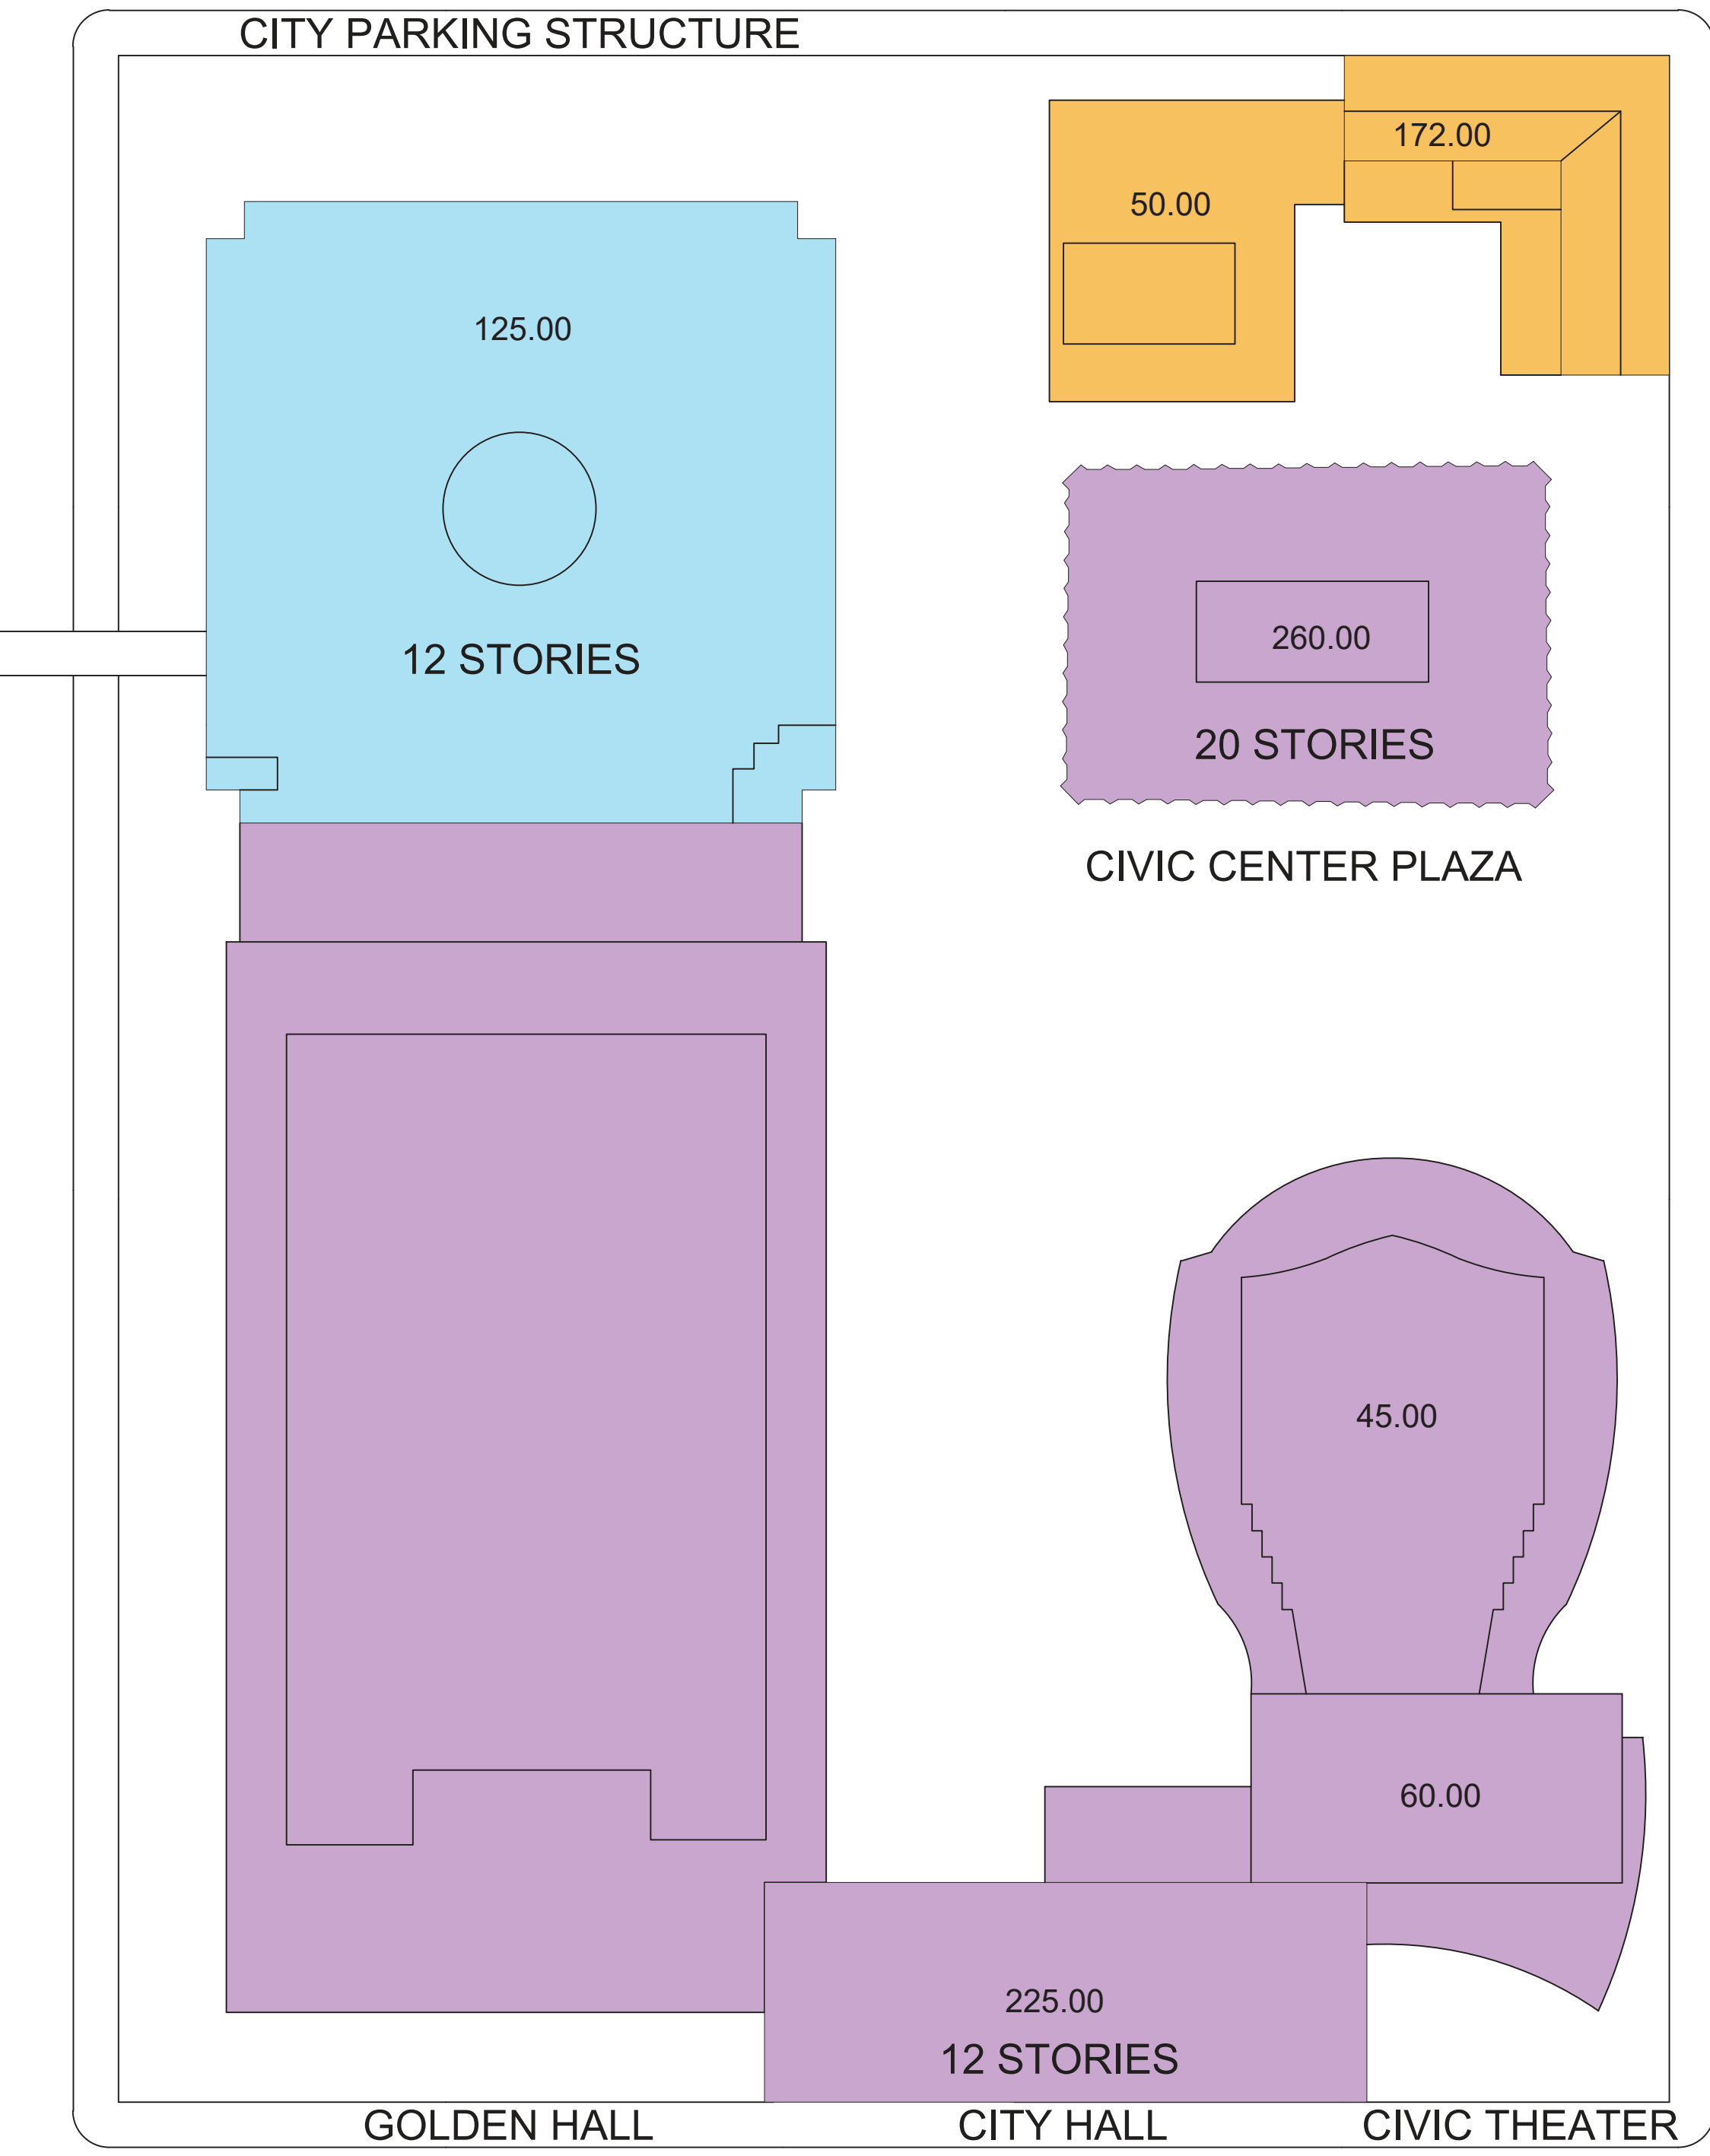 CITY PARKING STRUCTURE
172.00
50.00
125.00
12 STORIES
260.00
20 STORIES
CIVIC CENTER PLAZA
45.00
60.00
225.00
12 STORIES
GOLDEN HALL
CITY HALL
CIVIC THEATER